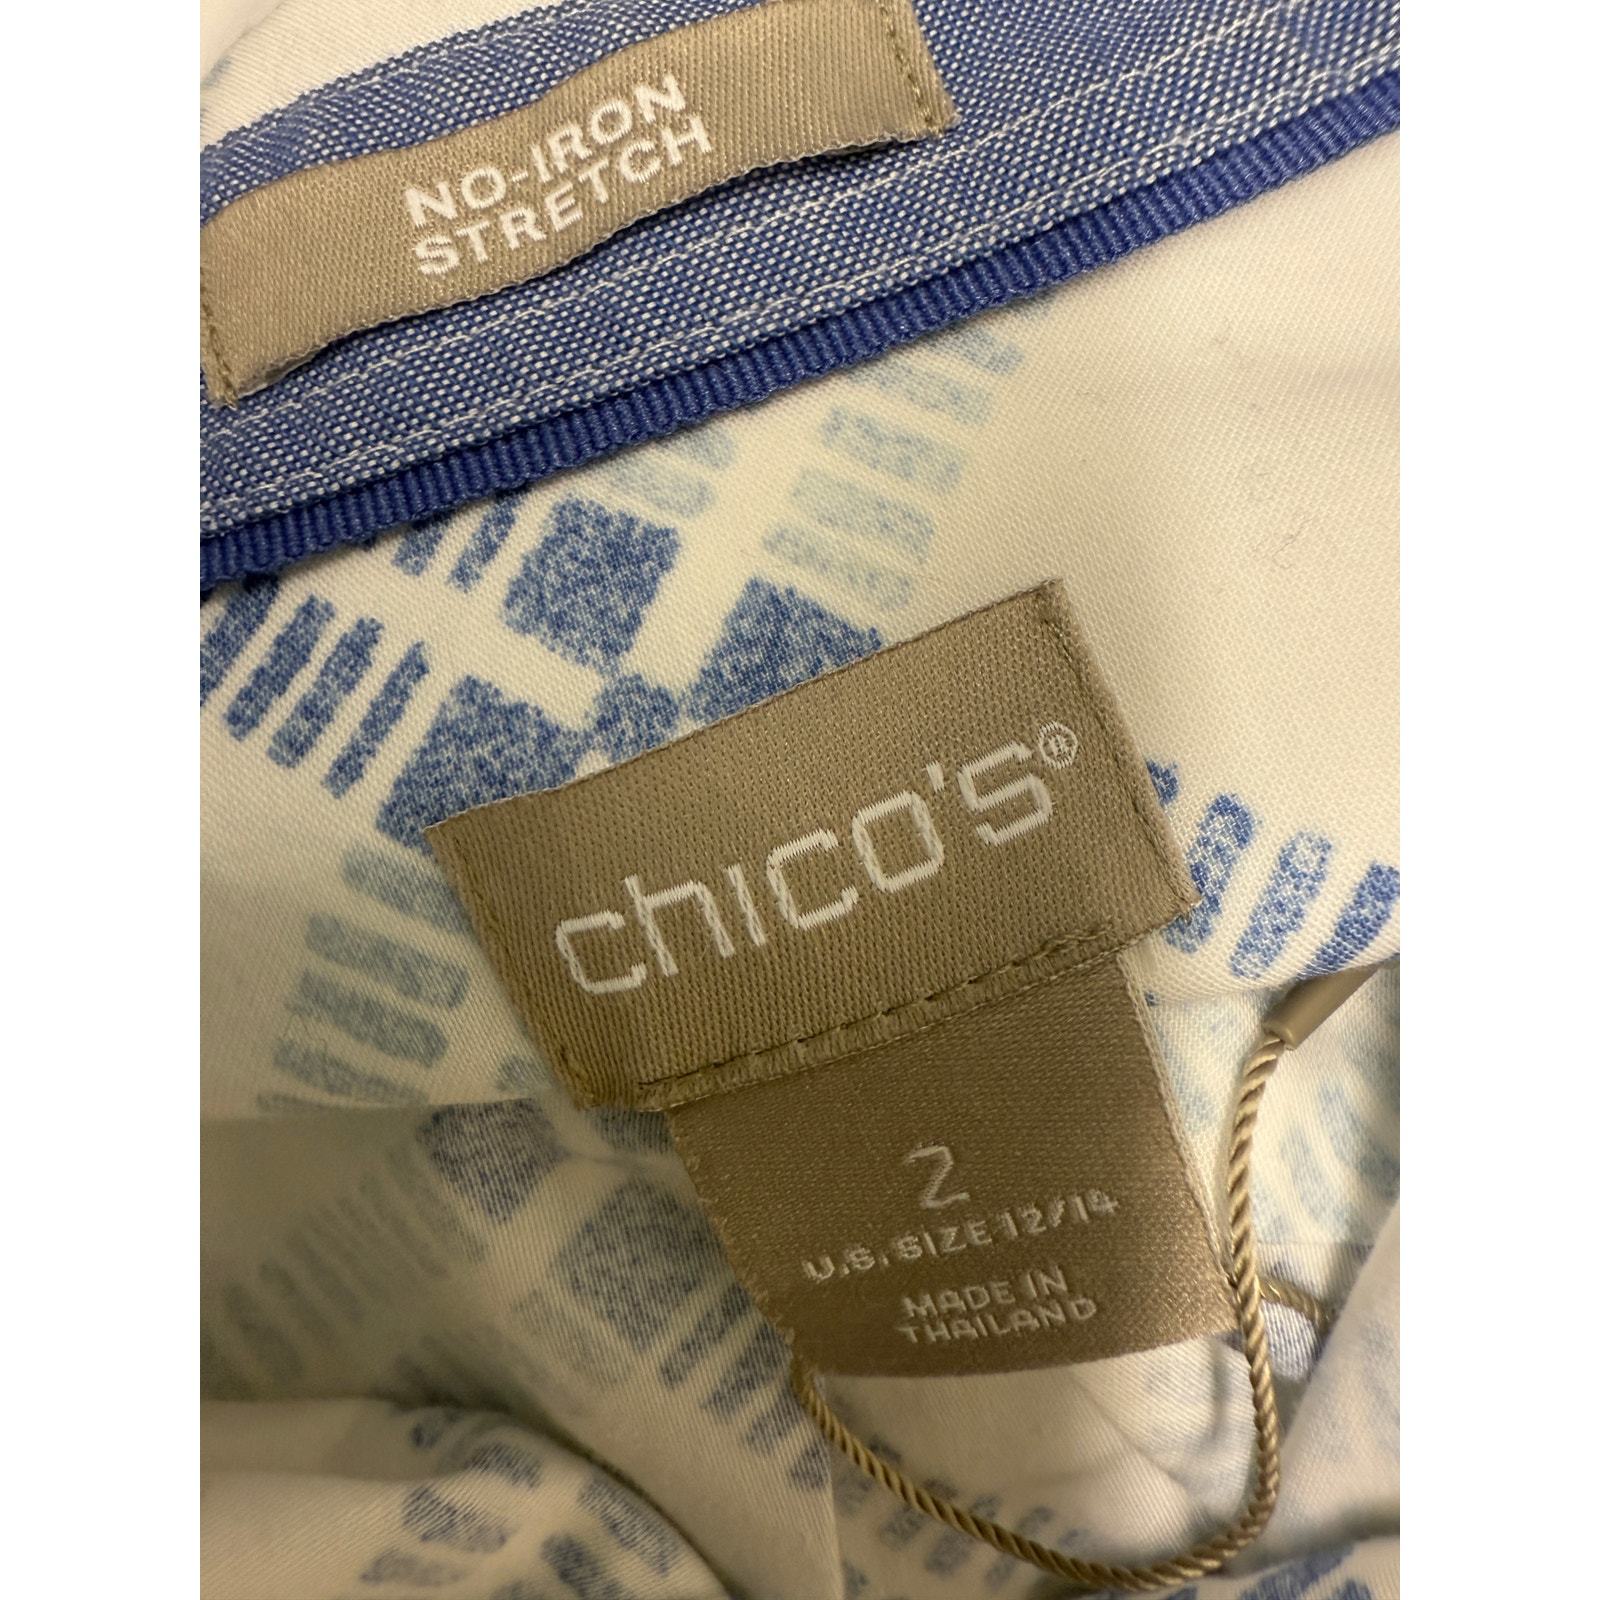 NO-IRON
STRETCH
chico's®
2
U.S. SIZE 12/14
MADE IN
THAILAND